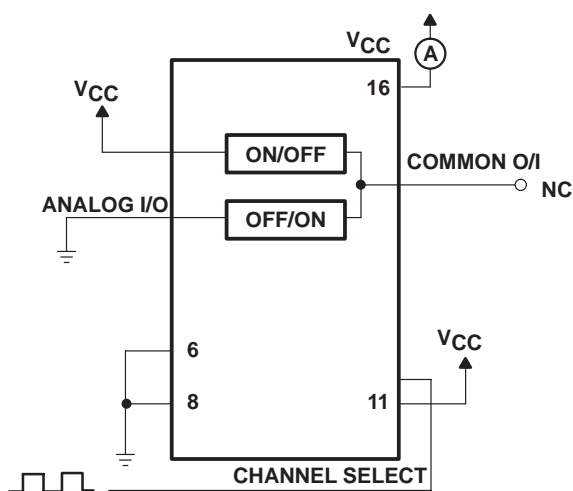 VCC
A
16
VCC
ON/OFF
COMMON O/I
NC
ANALOG I/O
OFF/ON
VCC
6
8
11
CHANNEL SELECT